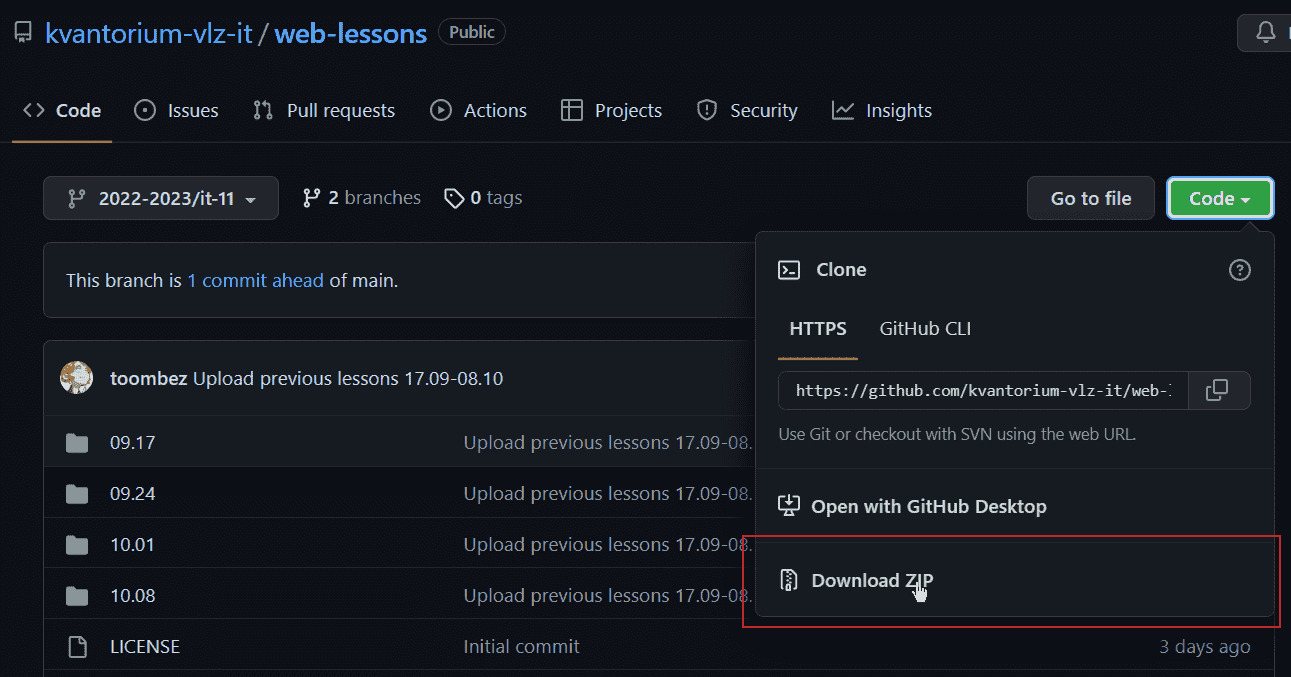 kvantorium-vlz-it / web-lessons Public
Code Issues Pull requests Actions Projects Security Insights
2022-2023/it-11 2 branches 0 tags Go to file Code
This branch is 1 commit ahead of main.
toombez Upload previous lessons 17.09-08.10
09.17 Upload previous lessons 17.09-08.
09.24 Upload previous lessons 17.09-08.
10.01 Upload previous lessons 17.09-08.
10.08 Upload previous lessons 17.09-08.
LICENSE Initial commit 3 days ago
Clone
HTTPS GitHub CLI
https://github.com/kvantorium-vlz-it/web-
Use Git or checkout with SVN using the web URL.
Open with GitHub Desktop
Download ZIP